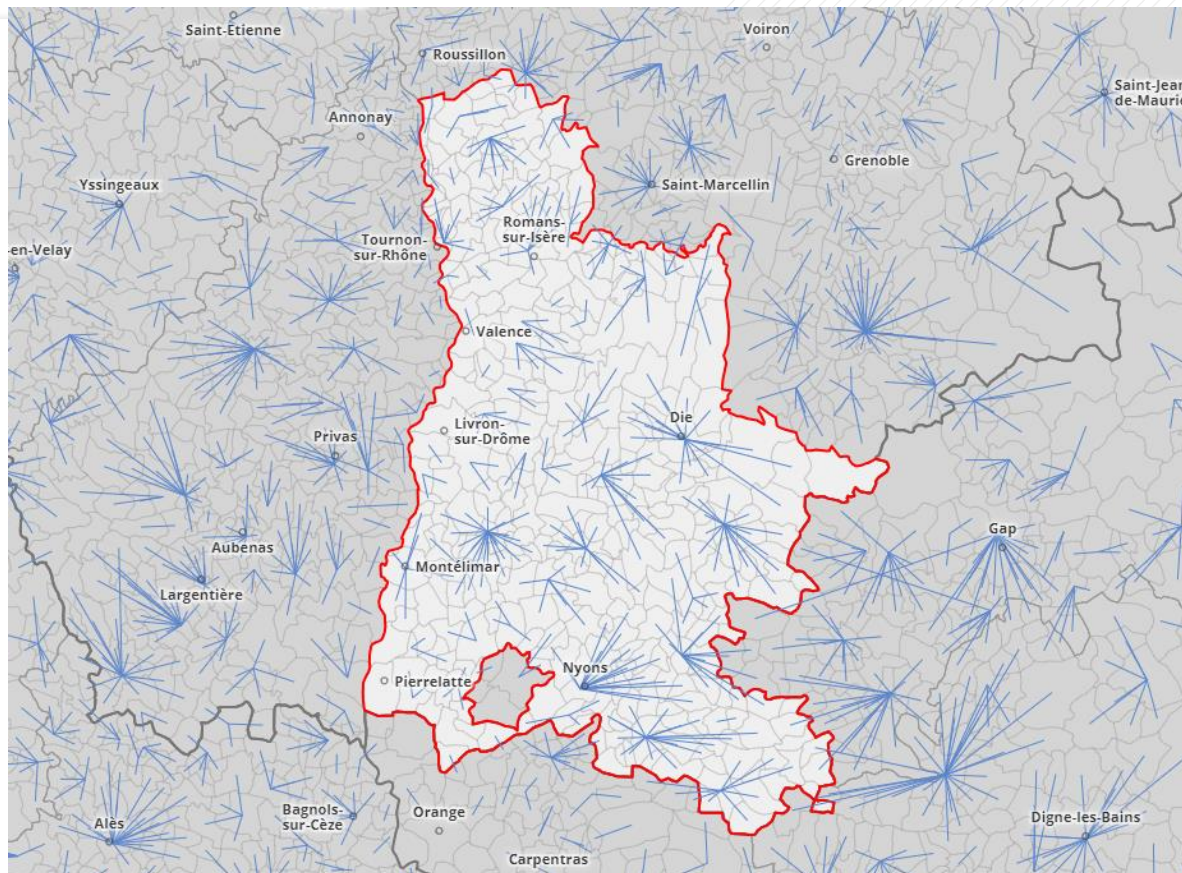 Saint-Etienne
Voiron
Roussillon
Saint-Jean
de-Mauri
Annonay
Grenoble
Yssingeaux
Saint-Marcellin
Romans-
sur-Isère
Tournon-
sur-Rhône
-en-Velay
Valence
Die
Livron-
sur-Drôme
Privas
Gap
Aubenas
Montélimar
Largentière
Nyons
Pierrelatte
Bagnols-
sur-Cèze
Orange
Alès
Digne-les-Bains
Carpentras